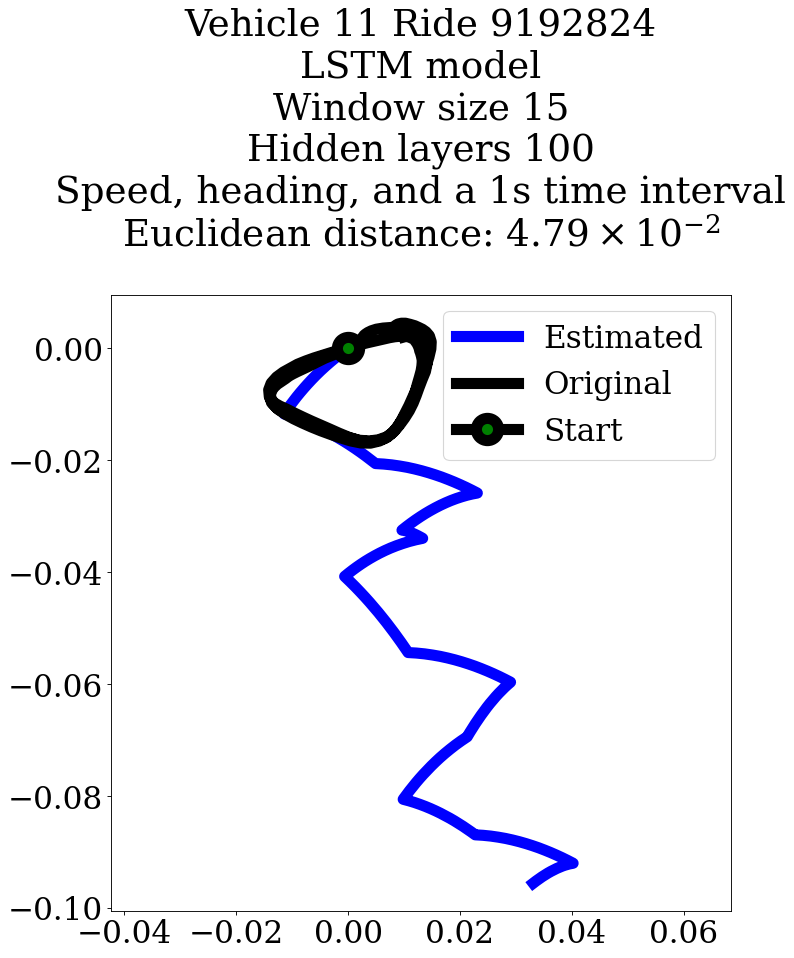 Vehicle 11 Ride 9192824
LSTM model
Window size 15
Hidden layers 100
Speed, heading, and a 1s time interval
Euclidean distance: 4.79 × 10⁻²
Estimated
Original
Start
0.00
−0.02
−0.04
−0.06
−0.08
−0.10
−0.04 −0.02 0.00 0.02 0.04 0.06